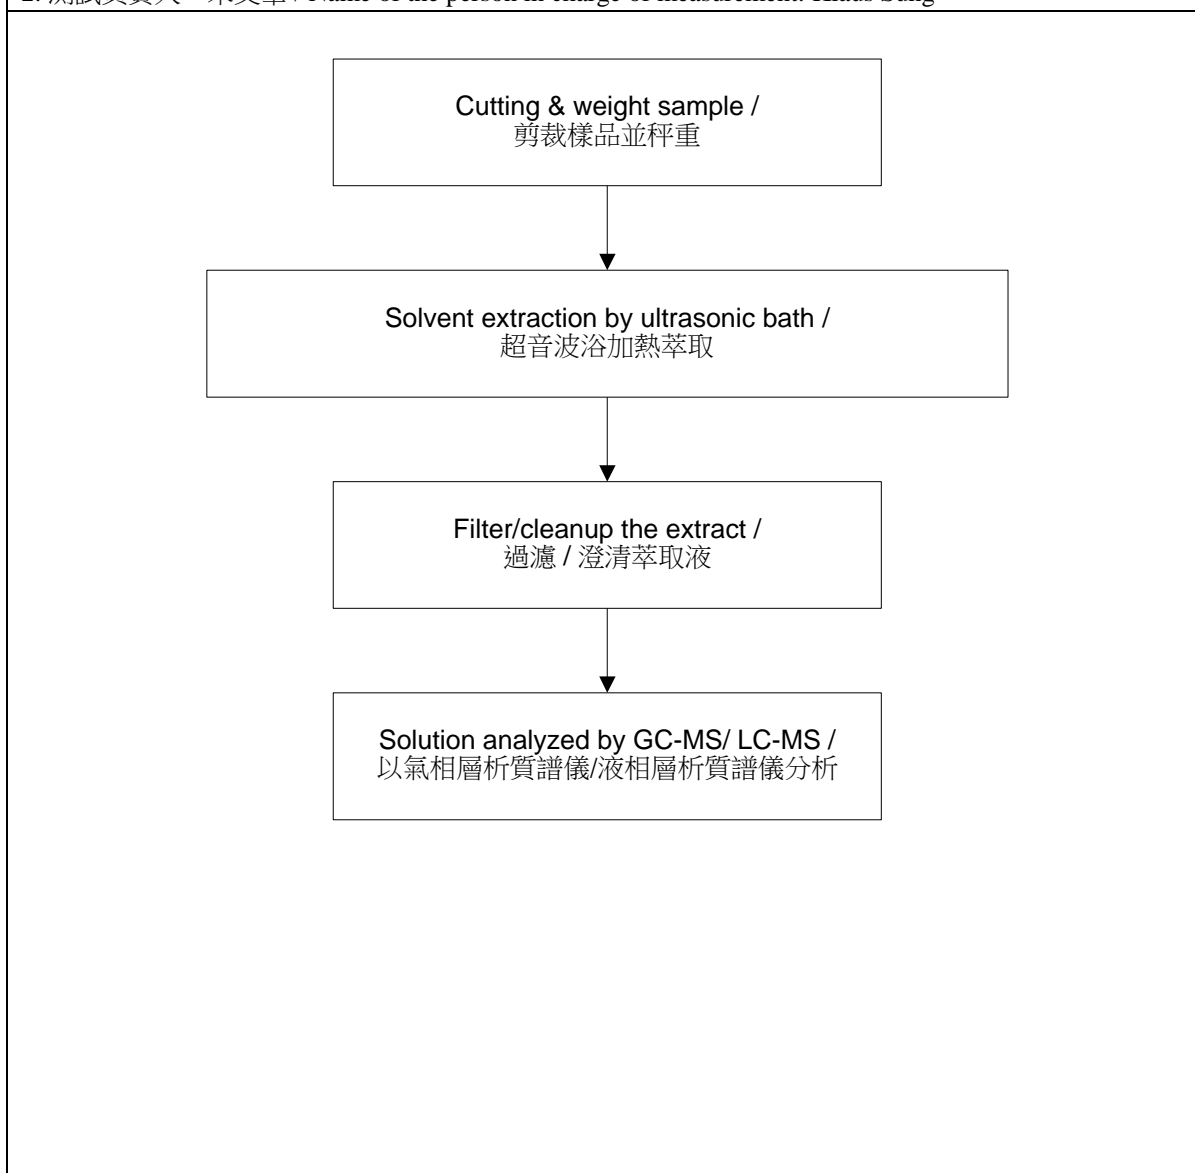 Name of the person in charge of measurement: Klaus Sung
Cutting & weight sample /
剪裁樣品並秤重
Solvent extraction by ultrasonic bath /
超音波浴加熱萃取
Filter/cleanup the extract /
過濾 / 澄清萃取液
Solution analyzed by GC-MS/ LC-MS /
以氣相層析質譜儀/液相層析質譜儀分析